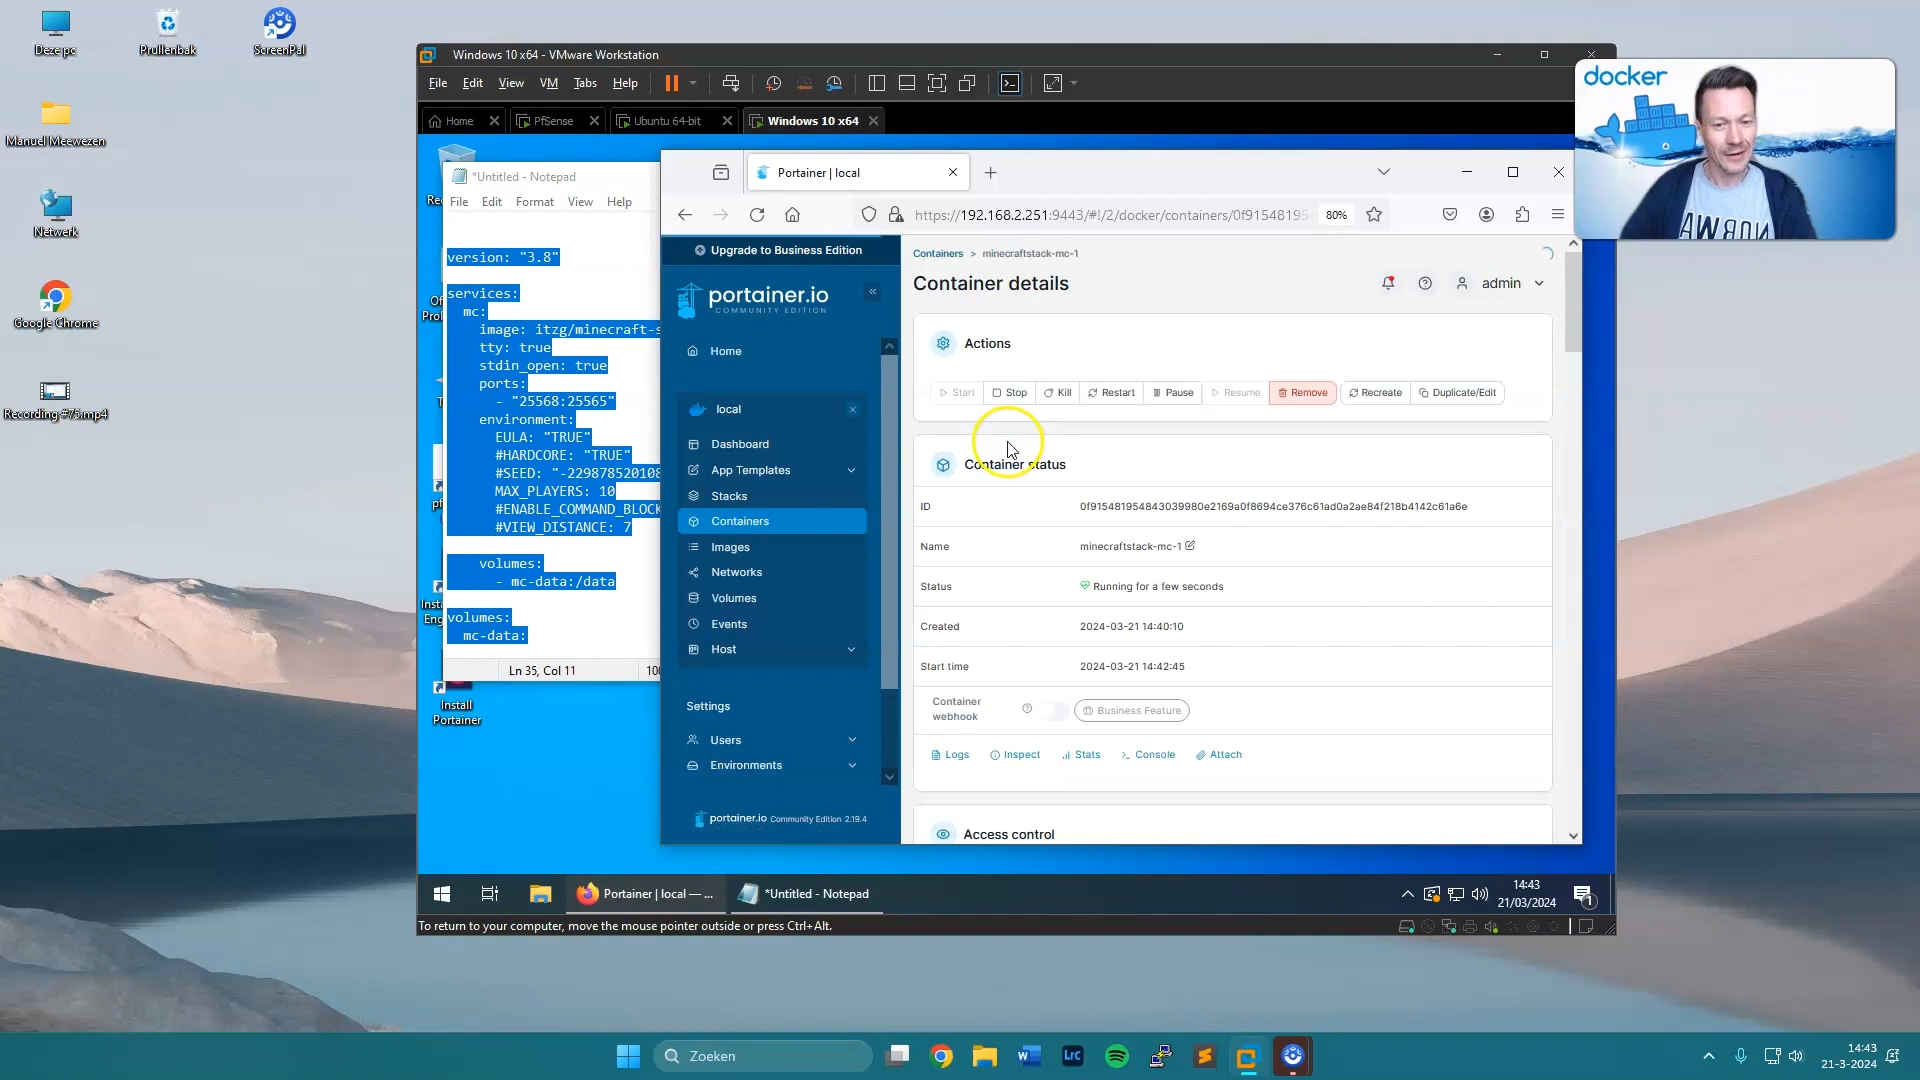 Deze pc
Prullenbak
ScreenPal
Manuel Meewezen
Netwerk
Google Chrome
Recording #75.mp4
Windows 10 x64 - VMware Workstation
File Edit View VM Tabs Help
Home
PfSense
Ubuntu 64-bit
Windows 10 x64
docker
*Untitled - Notepad
File Edit Format View Help
version: "3.8"
services:
mc:
image: itzg/minecraft-s
tty: true
stdin_open: true
ports:
- "25568:25565"
environment:
EULA: "TRUE"
#HARDCORE: "TRUE"
#SEED: "-229878520108
MAX_PLAYERS: 10
#ENABLE_COMMAND_BLOCK
#VIEW_DISTANCE: 7
volumes:
- mc-data:/data
volumes:
mc-data:
Ln 35, Col 11
100
Install
Portainer
Portainer | local
https://192.168.2.251:9443/#!/2/docker/containers/0f91548195
80%
Upgrade to Business Edition
portainer.io
COMMUNITY EDITION
Home
local
Dashboard
App Templates
Stacks
Containers
Images
Networks
Volumes
Events
Host
Settings
Users
Environments
portainer.io Community Edition 2.19.4
Containers > minecraftstack-mc-1
Container details
admin
Actions
Start Stop Kill Restart Pause Resume Remove Recreate Duplicate/Edit
Container status
ID 0f915481954843039980e2169a0f8694ce376c61ad0a2ae84f218b4142c61a6e
Name minecraftstack-mc-1
Status Running for a few seconds
Created 2024-03-21 14:40:10
Start time 2024-03-21 14:42:45
Container
webhook
Business Feature
Logs Inspect Stats Console Attach
Access control
Portainer | local — ...
*Untitled - Notepad
14:43
21/03/2024
1
To return to your computer, move the mouse pointer outside or press Ctrl+Alt.
Zoeken
W
Lrc
14:43
21-3-2024